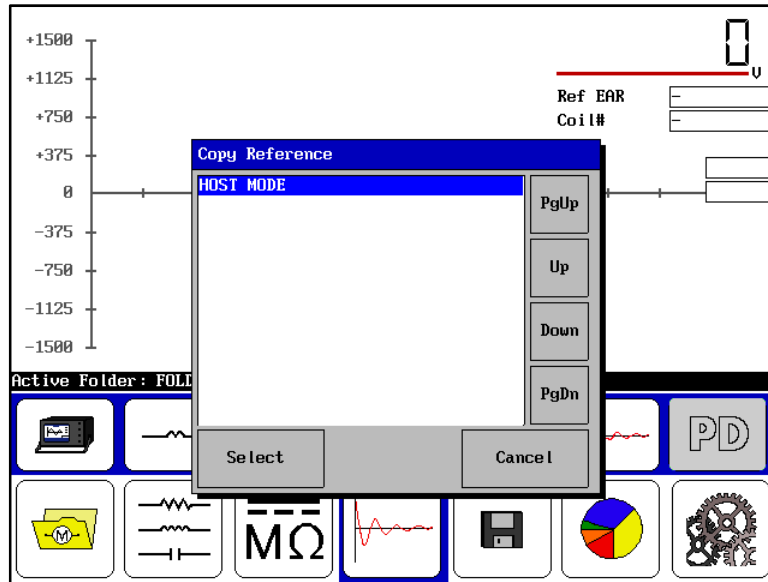 +1500
0
V
+1125
Ref EAR -
+750
Coil# -
+375
Copy Reference
HOST MODE
PgUp
0
-375
Up
-750
-1125
Down
-1500
Active Folder: FOLD
PgDn
Select
Cancel
PD
M
MΩ